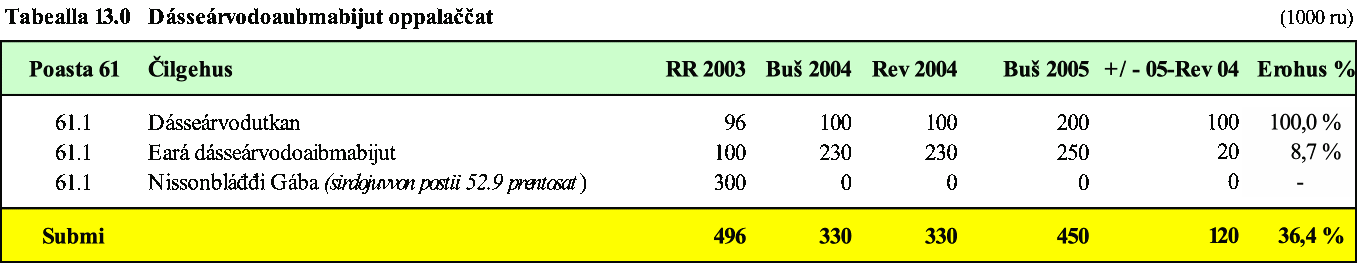 Tabealla 13.0 Dásseárvodoaubmabijut oppalaččat (1000 ru)
Poasta 61 Čilgehus RR 2003 Buš 2004 Rev 2004 Buš 2005 +/ - 05-Rev 04 Erohus %
61.1 Dásseárvodutkan 96 100 100 200 100 100,0 %
61.1 Eará dásseárvodoaibmabijut 100 230 230 250 20 8,7 %
61.1 Nissonbláđđi Gába (sirdojuvvon postii 52.9 prentosat) 300 0 0 0 0 -
Submi 496 330 330 450 120 36,4 %